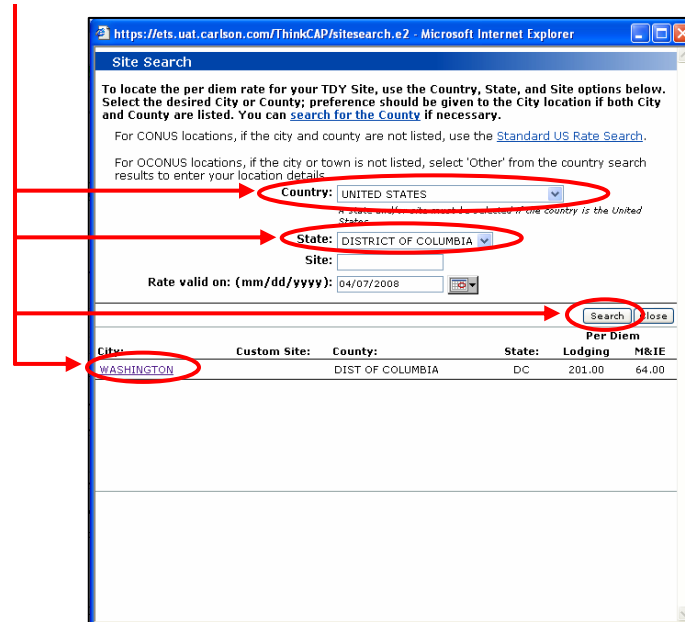 https://ets.uat.carlson.com/ThinkCAP/sitesearch.e2 - Microsoft Internet Explorer
Site Search
To locate the per diem rate for your TDY Site, use the Country, State, and Site options below.
Select the desired City or County; preference should be given to the City location if both City
and County are listed. You can search for the County if necessary.
For CONUS locations, if the city and county are not listed, use the Standard US Rate Search.
For OCONUS locations, if the city or town is not listed, select 'Other' from the country search
results to enter your location details.
Country: UNITED STATES
A state and/or site must be selected if the country is the United
States
State: DISTRICT OF COLUMBIA
Site:
Rate valid on: (mm/dd/yyyy): 04/07/2008
Search Close
Per Diem
City: Custom Site: County: State: Lodging M&IE
WASHINGTON DIST OF COLUMBIA DC 201.00 64.00